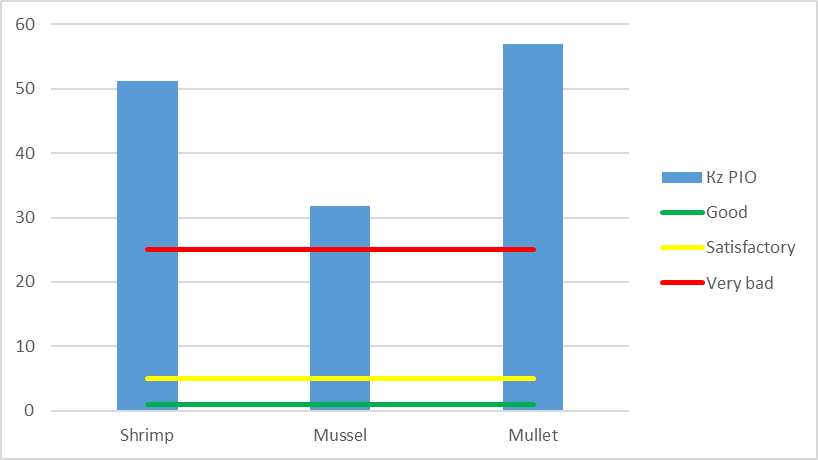 60
50
40
30
20
10
0
Shrimp
Mussel
Mullet
Kz PIO
Good
Satisfactory
Very bad